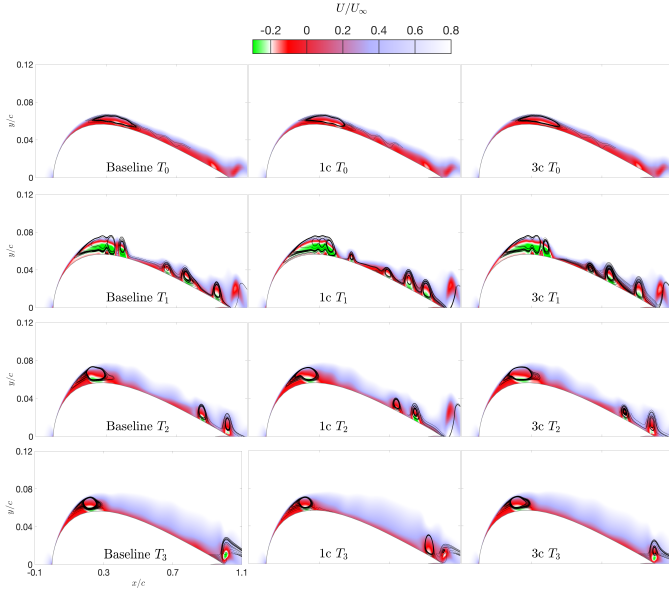 U/U∞
-0.2 0 0.2 0.4 0.6 0.8
0.12
0.08
y/c
0.04
0
Baseline T0
1c T0
3c T0
0.12
0.08
y/c
0.04
0
Baseline T1
1c T1
3c T1
0.12
0.08
y/c
0.04
0
Baseline T2
1c T2
3c T2
0.12
0.08
y/c
0.04
0
Baseline T3
1c T3
3c T3
-0.1 0.3 0.7 1.1
x/c